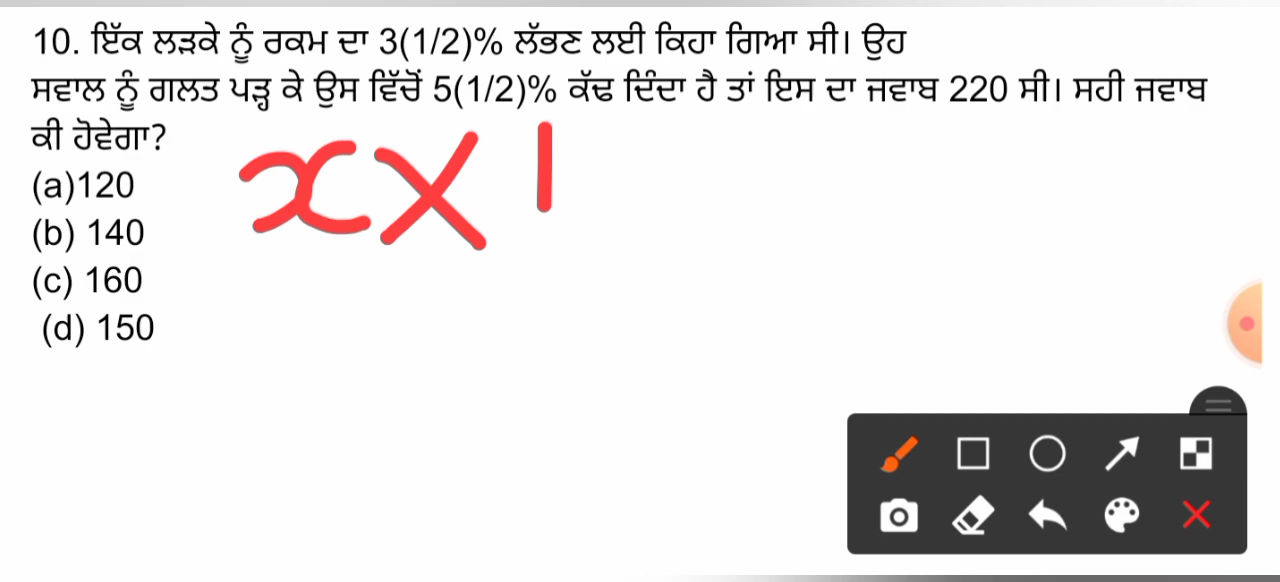 10. ਇੱਕ ਲੜਕੇ ਨੂੰ ਰਕਮ ਦਾ 3(1/2)% ਲੱਭਣ ਲਈ ਕਿਹਾ ਗਿਆ ਸੀ। ਉਹ
ਸਵਾਲ ਨੂੰ ਗਲਤ ਪੜ੍ਹ ਕੇ ਉਸ ਵਿੱਚੋਂ 5(1/2)% ਕੱਢ ਦਿੰਦਾ ਹੈ ਤਾਂ ਇਸ ਦਾ ਜਵਾਬ 220 ਸੀ। ਸਹੀ ਜਵਾਬ
ਕੀ ਹੋਵੇਗਾ?
x×1
(a)120
(b) 140
(c) 160
(d) 150